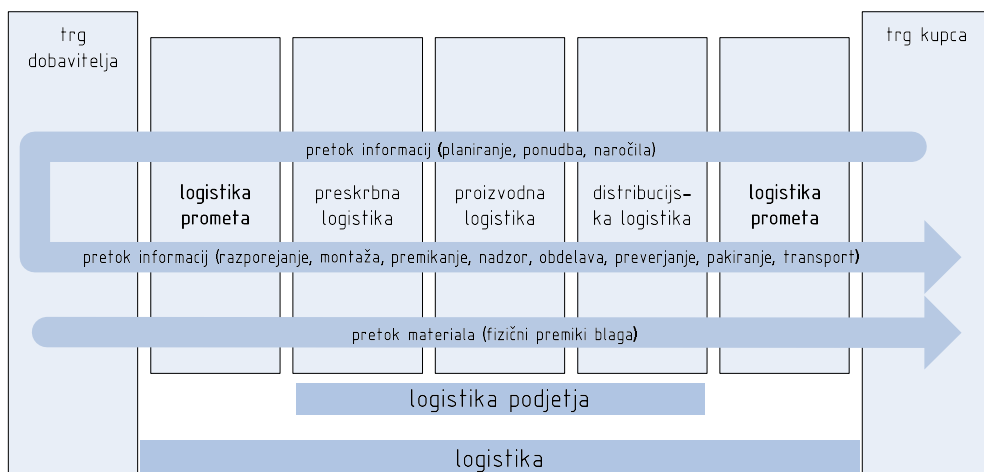 trg
dobavitelja
trg kupca
pretok informacij (planiranje, ponudba, naročila)
logistika
prometa
preskrbna
logistika
proizvodna
logistika
distribucijs-
ka logistika
logistika
prometa
pretok informacij (razporejanje, montaža, premikanje, nadzor, obdelava, preverjanje, pakiranje, transport)
pretok materiala (fizični premiki blaga)
logistika podjetja
logistika